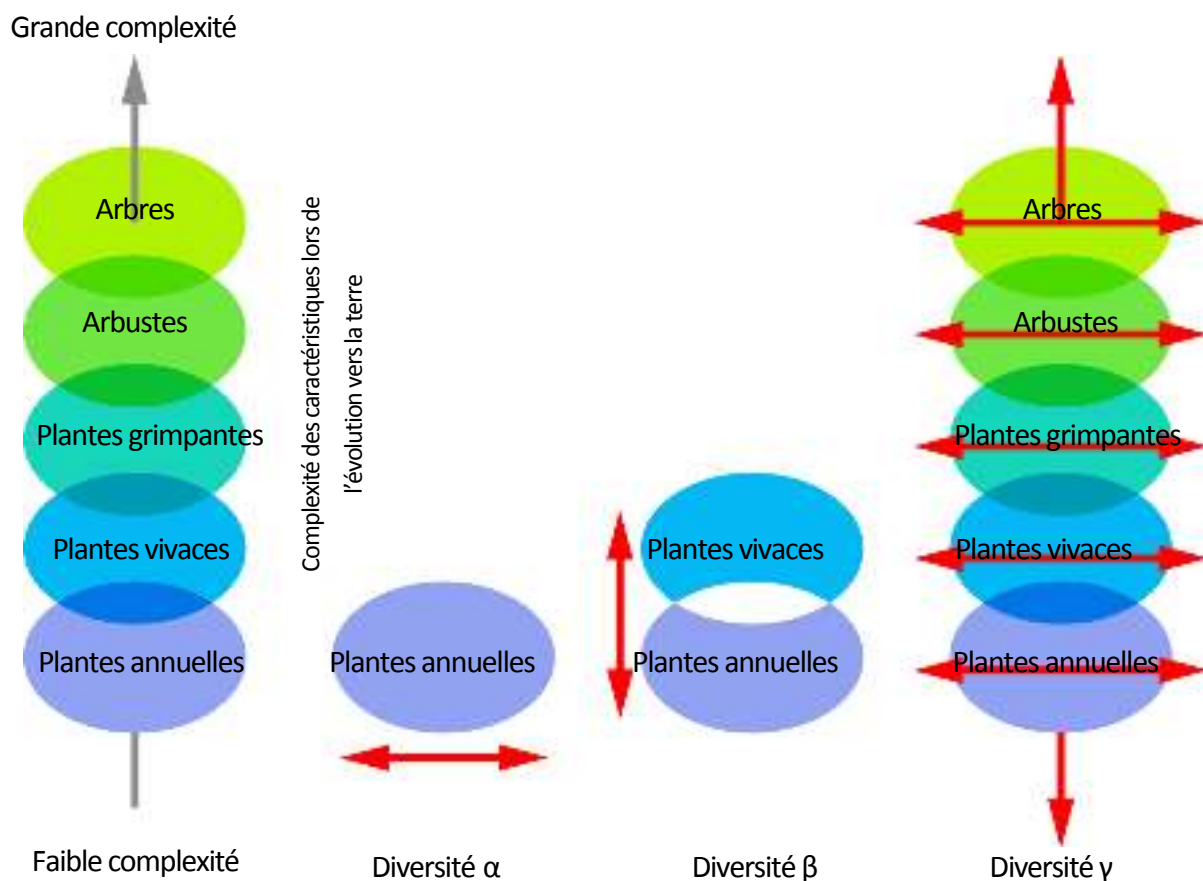 Grande complexité
Arbres
Arbustes
Plantes grimpantes
Plantes vivaces
Plantes annuelles
Faible complexité
Complexité des caractéristiques lors de
l'évolution vers la terre
Plantes annuelles
Diversité α
Plantes vivaces
Plantes annuelles
Diversité β
Arbres
Arbustes
Plantes grimpantes
Plantes vivaces
Plantes annuelles
Diversité γ